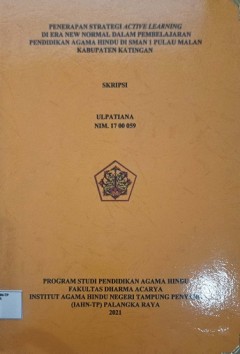 PENERAPAN STRATEGI ACTIVE LEARNING
DI ERA NEW NORMAL DALAM PEMBELAJARAN
PENDIDIKAN AGAMA HINDU DI SMAN 1 PULAU MALAN
KABUPATEN KATINGAN
SKRIPSI
ULPATIANA
NIM. 17 00 059
PROGRAM STUDI PENDIDIKAN AGAMA HINDU
FAKULTAS DHARMA ACARYA
INSTITUT AGAMA HINDU NEGERI TAMPUNG PENYANG
(IAHN-TP) PALANGKA RAYA
2021